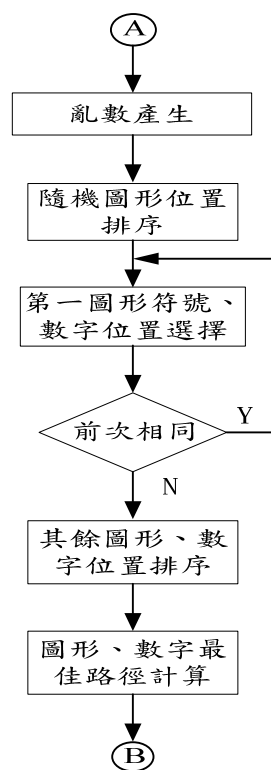 A
亂數產生
隨機圖形位置
排序
第一圖形符號、
數字位置選擇
前次相同
Y
N
其餘圖形、數
字位置排序
圖形、數字最
佳路徑計算
B